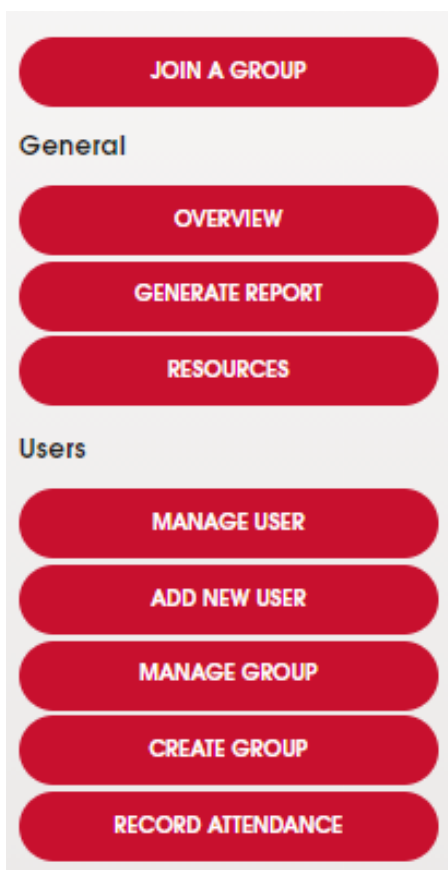 JOIN A GROUP
General
OVERVIEW
GENERATE REPORT
RESOURCES
Users
MANAGE USER
ADD NEW USER
MANAGE GROUP
CREATE GROUP
RECORD ATTENDANCE